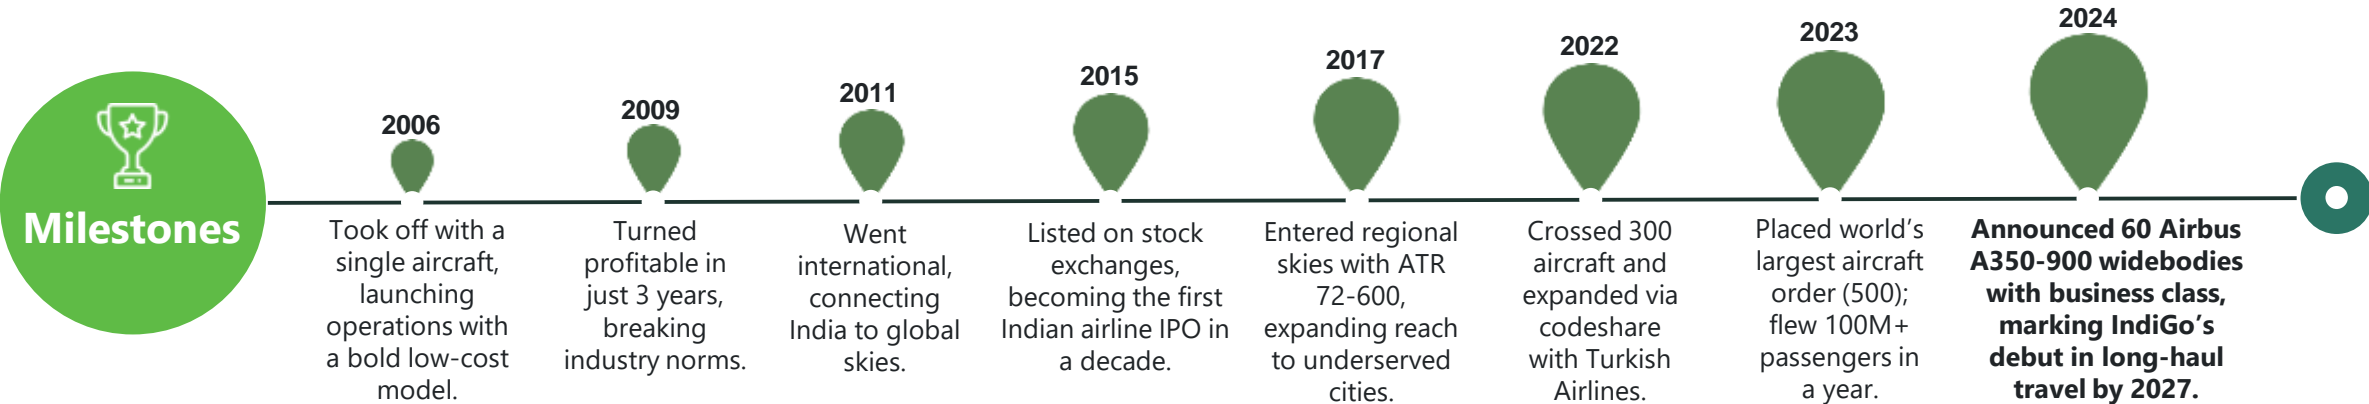 Milestones
2006
Took off with a
single aircraft,
launching
operations with
a bold low-cost
model.
2009
Turned
profitable in
just 3 years,
breaking
industry norms.
2011
Went
international,
connecting
India to global
skies.
2015
Listed on stock
exchanges,
becoming the first
Indian airline IPO in
a decade.
2017
Entered regional
skies with ATR
72-600,
expanding reach
to underserved
cities.
2022
Crossed 300
aircraft and
expanded via
codeshare
with Turkish
Airlines.
2023
Placed world’s
largest aircraft
order (500);
flew 100M+
passengers in
a year.
2024
Announced 60 Airbus
A350-900 widebodies
with business class,
marking IndiGo’s
debut in long-haul
travel by 2027.